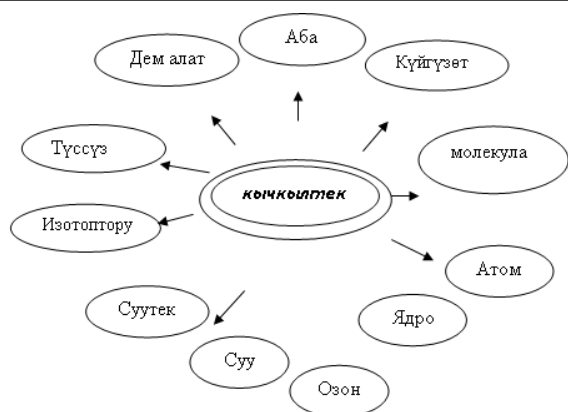 Аба
Дем алат
Күйгүзөт
Түссүз
молекула
кычкылтек
Изотоптору
Атом
Суутек
Ядро
Суу
Озон